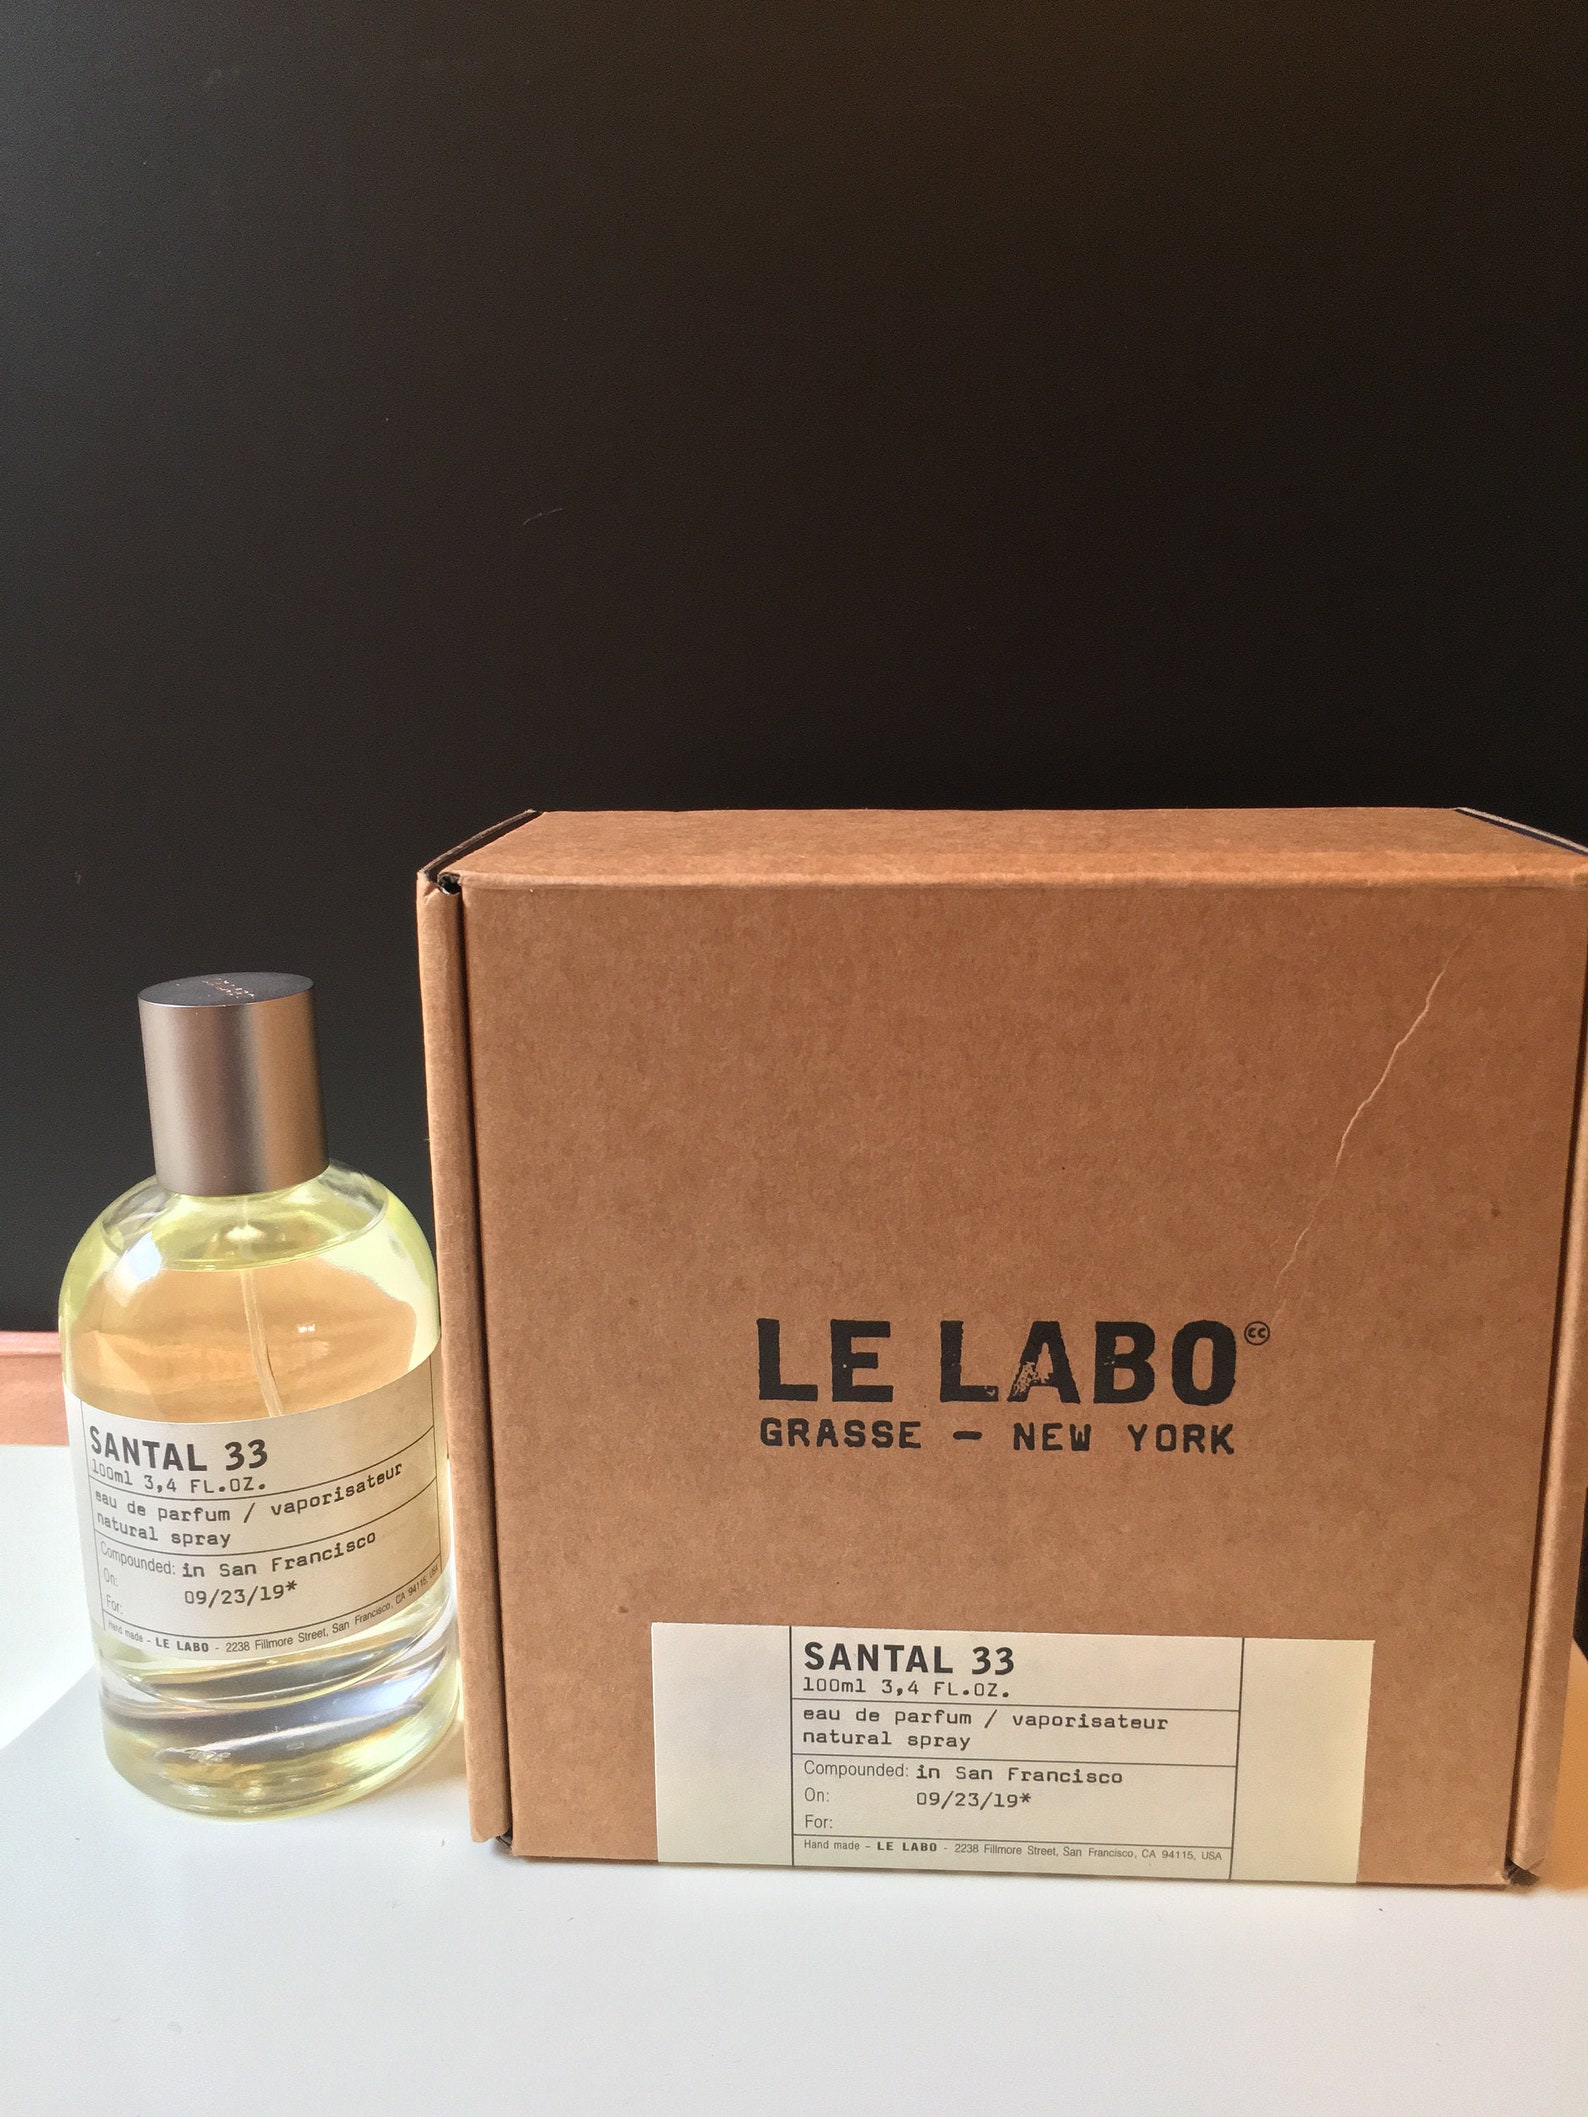 SANTAL 33
100ml 3,4 FL.OZ.
eau de parfum / vaporisateur
natural spray
Compounded: in San Francisco
On: 09/23/19*
For:
Hand made - LE LABO - 2238 Fillmore Street, San Francisco, CA 94115, USA
LE LABO
GRASSE — NEW YORK
SANTAL 33
100ml 3,4 FL.OZ.
eau de parfum / vaporisateur
natural spray
Compounded: in San Francisco
On: 09/23/19*
For:
Hand made - LE LABO - 2238 Fillmore Street, San Francisco, CA 94115, USA